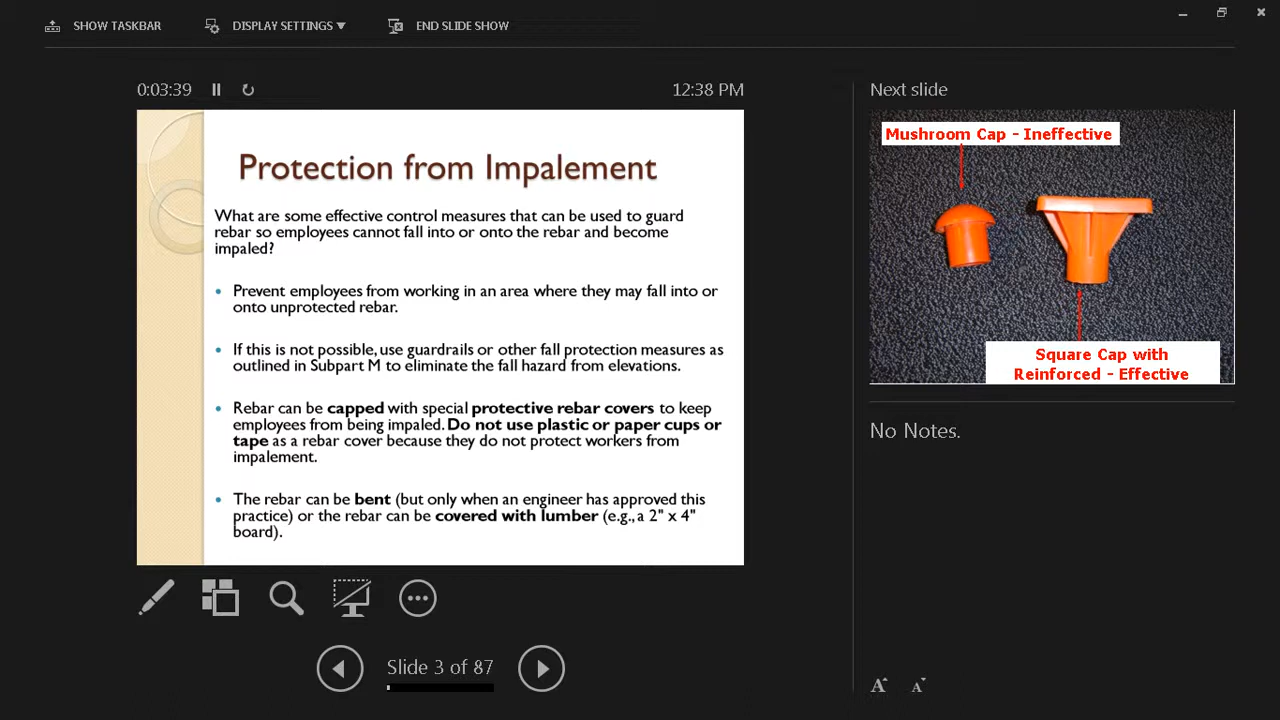 SHOW TASKBAR
DISPLAY SETTINGS
END SLIDE SHOW
0:03:39
12:38 PM
Protection from Impalement
What are some effective control measures that can be used to guard
rebar so employees cannot fall into or onto the rebar and become
impaled?
• Prevent employees from working in an area where they may fall into or
onto unprotected rebar.
• If this is not possible, use guardrails or other fall protection measures as
outlined in Subpart M to eliminate the fall hazard from elevations.
• Rebar can be capped with special protective rebar covers to keep
employees from being impaled. Do not use plastic or paper cups or
tape as a rebar cover because they do not protect workers from
impalement.
• The rebar can be bent (but only when an engineer has approved this
practice) or the rebar can be covered with lumber (e.g., a 2" x 4"
board).
Slide 3 of 87
Next slide
Mushroom Cap - Ineffective
Square Cap with
Reinforced - Effective
No Notes.
A A